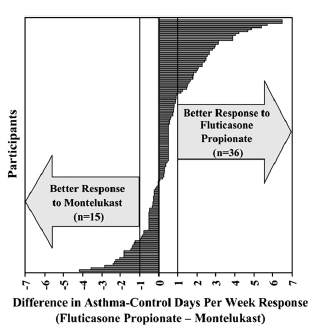 Participants
Better Response to
Fluticasone
Propionate
(n=36)
Better Response
to Montelukast
(n=15)
-7 -6 -5 -4 -3 -2 -1 0 1 2 3 4 5 6 7
Difference in Asthma-Control Days Per Week Response
(Fluticasone Propionate – Montelukast)